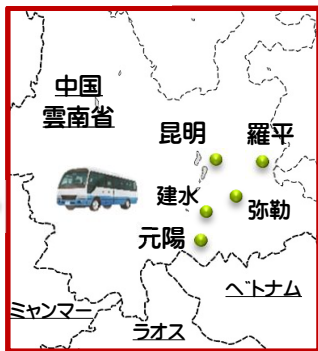 中国
雲南省
昆明
羅平
建水
弥勒
元陽
ベトナム
ミャンマー
ラオス